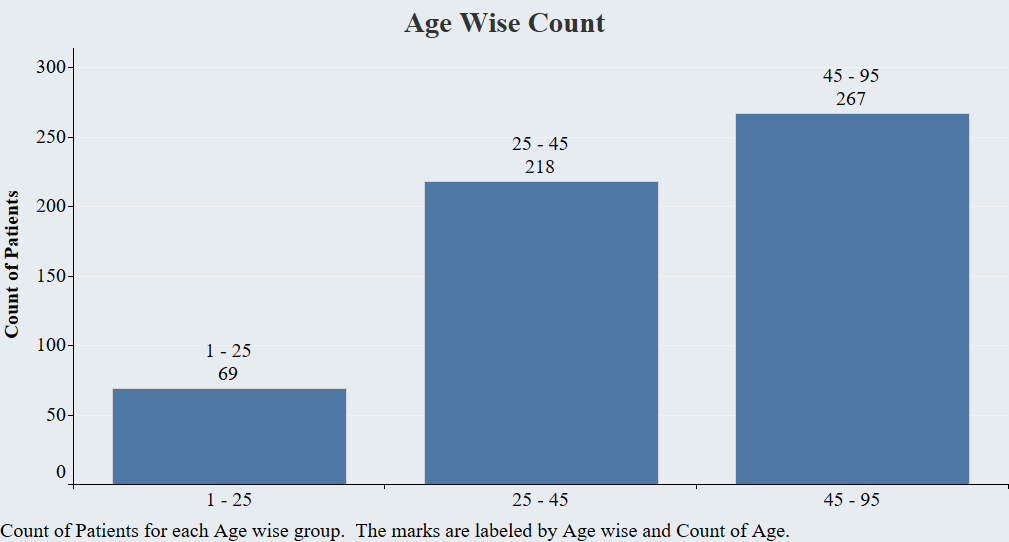 Age Wise Count
Count of Patients
300
250
200
150
100
50
0
1 - 25
69
25 - 45
218
45 - 95
267
1 - 25
25 - 45
45 - 95
Count of Patients for each Age wise group.  The marks are labeled by Age wise and Count of Age.